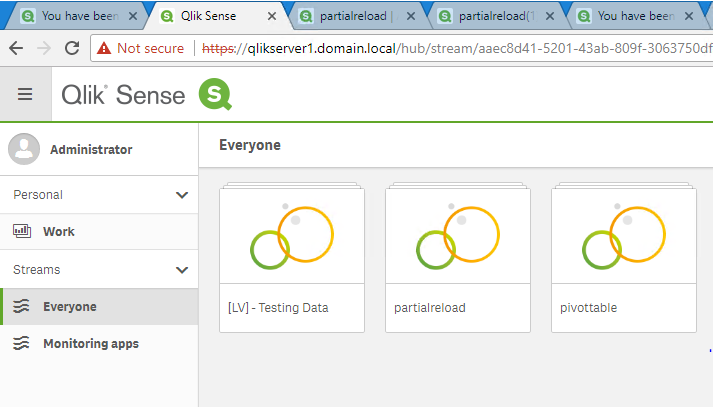 You have been
Qlik Sense
partialreload |
partialreload(1
You have been
Not secure | https://qlikserver1.domain.local/hub/stream/aaec8d41-5201-43ab-809f-3063750df
Qlik Sense
Administrator
Everyone
Personal
Work
Streams
Everyone
Monitoring apps
[LV] - Testing Data
partialreload
pivottable